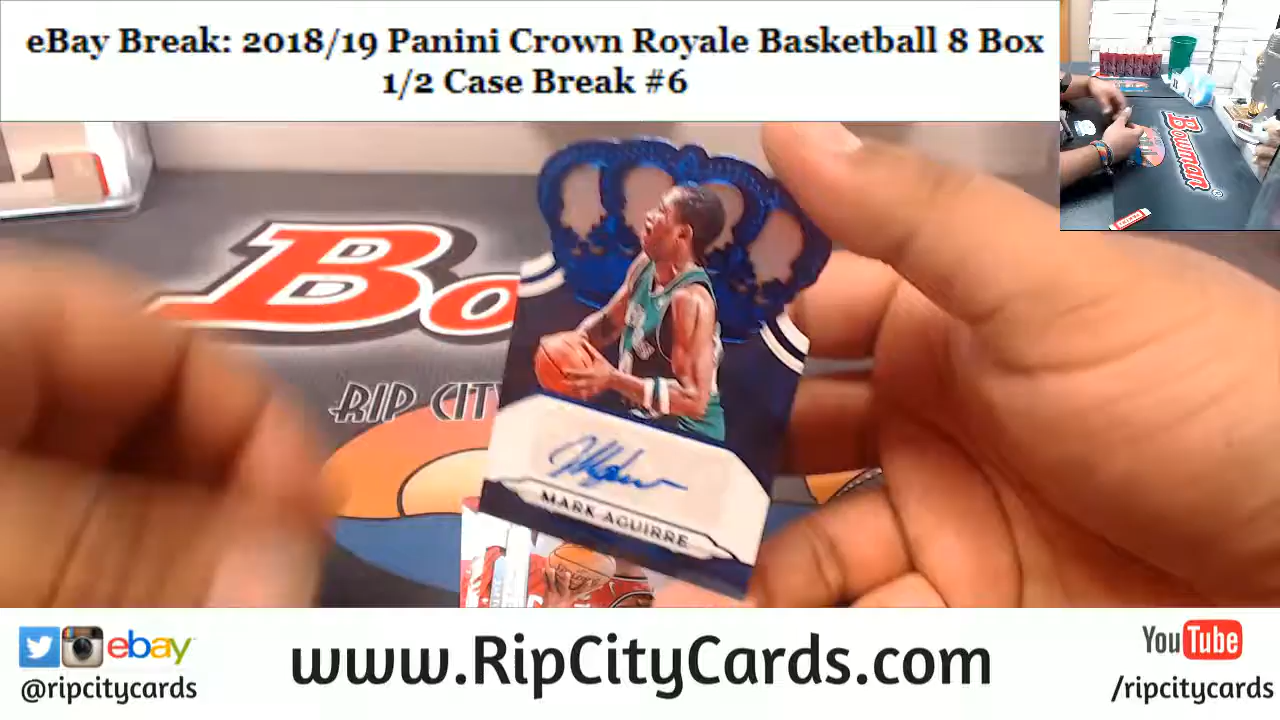 eBay Break: 2018/19 Panini Crown Royale Basketball 8 Box
1/2 Case Break #6
Bowman
Bo
RIP CITY
MARK AGUIRRE
ebay
@ripcitycards
www.RipCityCards.com
YouTube
/ripcitycards